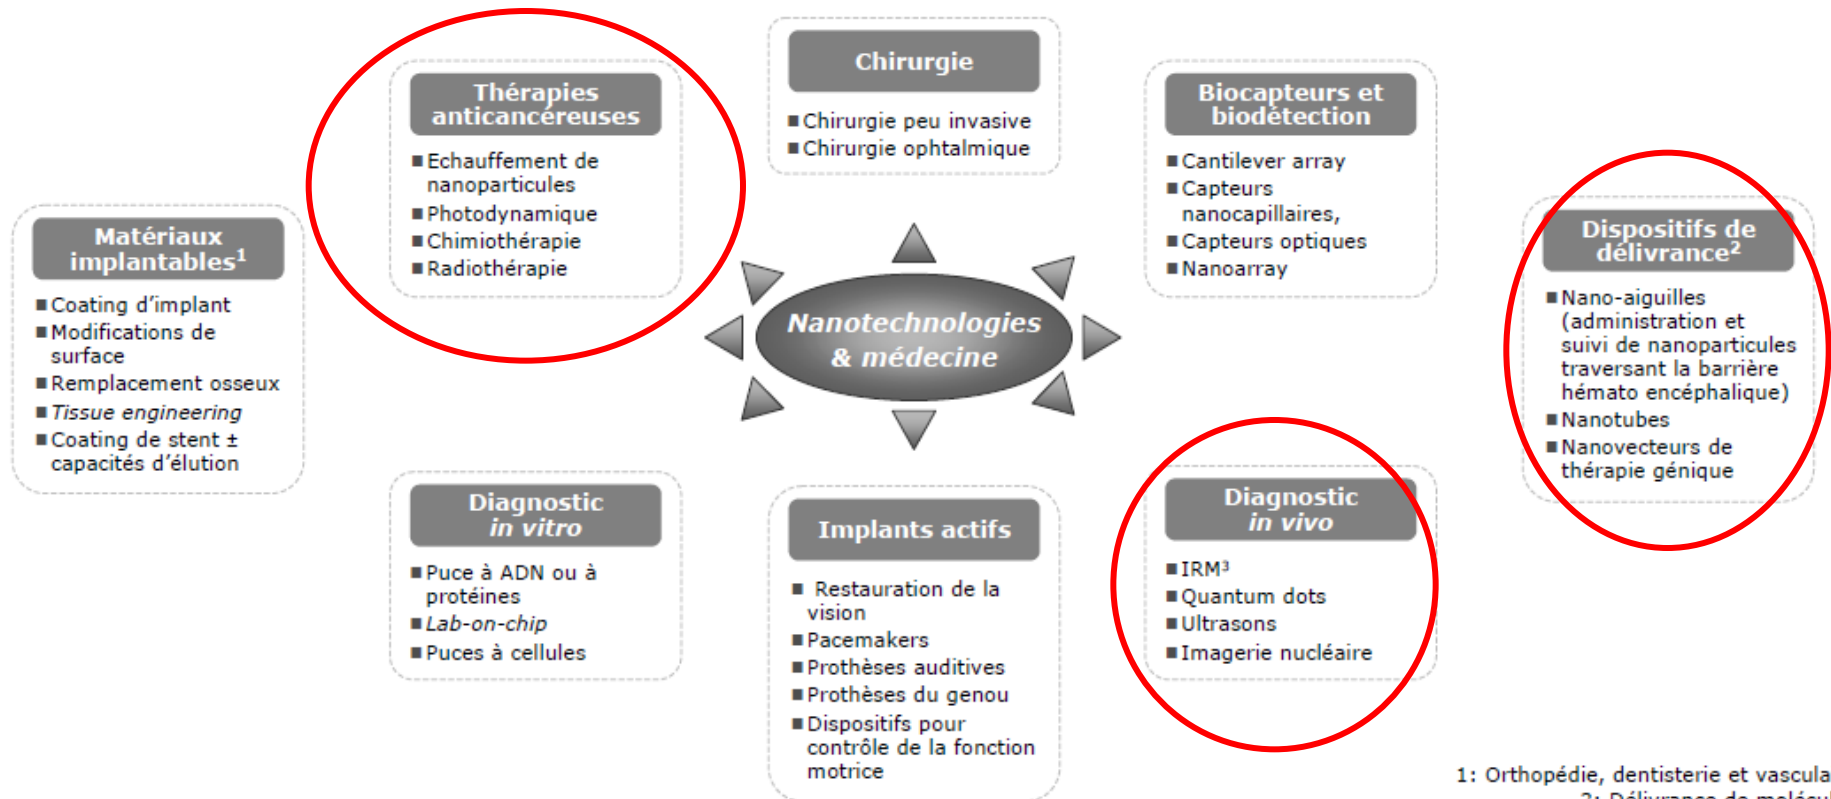 Chirurgie
■ Chirurgie peu invasive
■ Chirurgie ophtalmique
Thérapies
anticancéreuses
■ Echauffement de
nanoparticules
■ Photodynamique
■ Chimiothérapie
■ Radiothérapie
Biocapteurs et
biodétection
■ Cantilever array
■ Capteurs
nanocapillaires,
■ Capteurs optiques
■ Nanoarray
Matériaux
implantables¹
■ Coating d’implant
■ Modifications de
surface
■ Remplacement osseux
■ Tissue engineering
■ Coating de stent ±
capacités d’élution
Nanotechnologies
& médecine
Dispositifs de
délivrance²
■ Nano-aiguilles
(administration et
suivi de nanoparticules
traversant la barrière
hémato encéphalique)
■ Nanotubes
■ Nanovecteurs de
thérapie génique
Diagnostic
in vitro
■ Puce à ADN ou à
protéines
■ Lab-on-chip
■ Puces à cellules
Implants actifs
■ Restauration de la
vision
■ Pacemakers
■ Prothèses auditives
■ Prothèses du genou
■ Dispositifs pour
contrôle de la fonction
motrice
Diagnostic
in vivo
■ IRM³
■ Quantum dots
■ Ultrasons
■ Imagerie nucléaire
1: Orthopédie, dentisterie et vascula
2: Délivrance de molécul